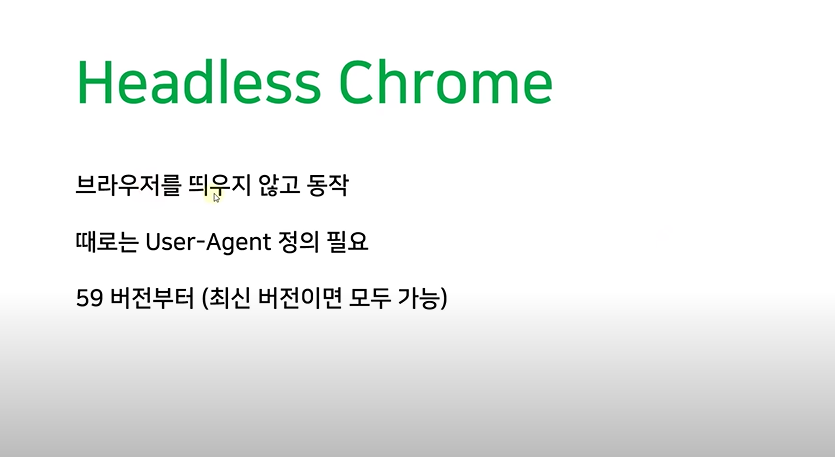 Headless Chrome
브라우저를 띄우지 않고 동작
때로는 User-Agent 정의 필요
59 버전부터 (최신 버전이면 모두 가능)